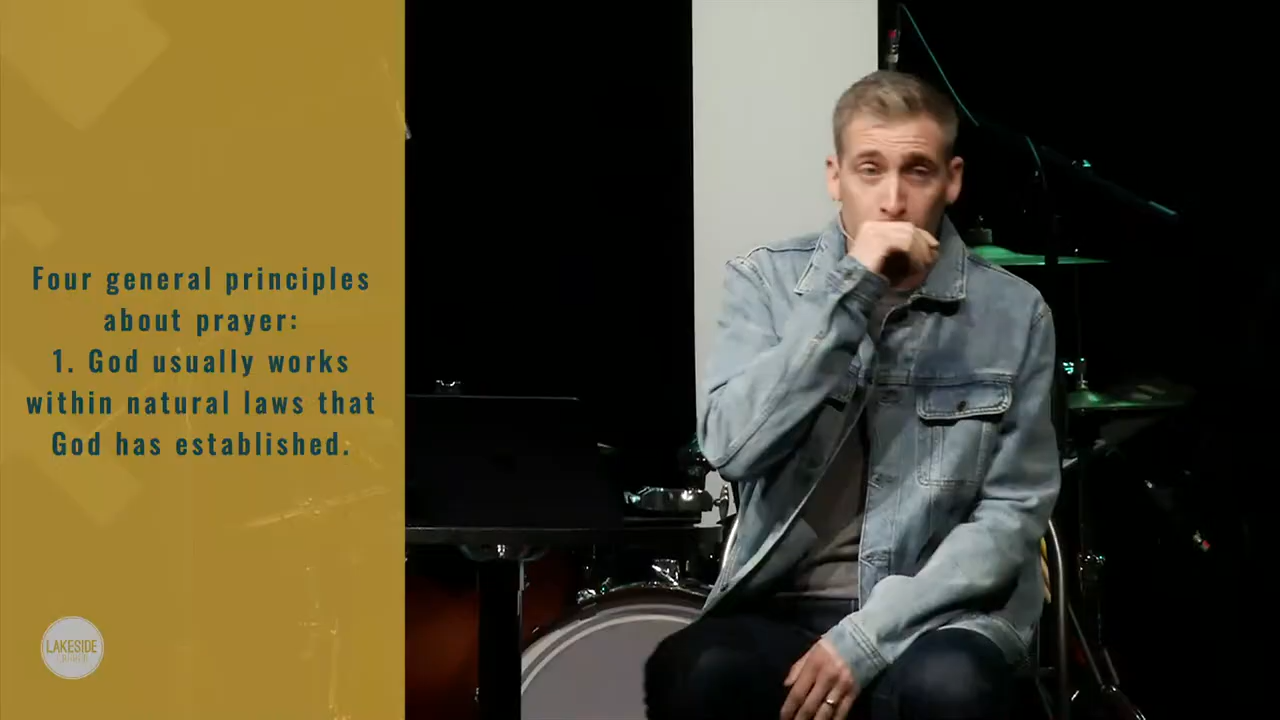 Four general principles
about prayer:
1. God usually works
within natural laws that
God has established.
LAKESIDE